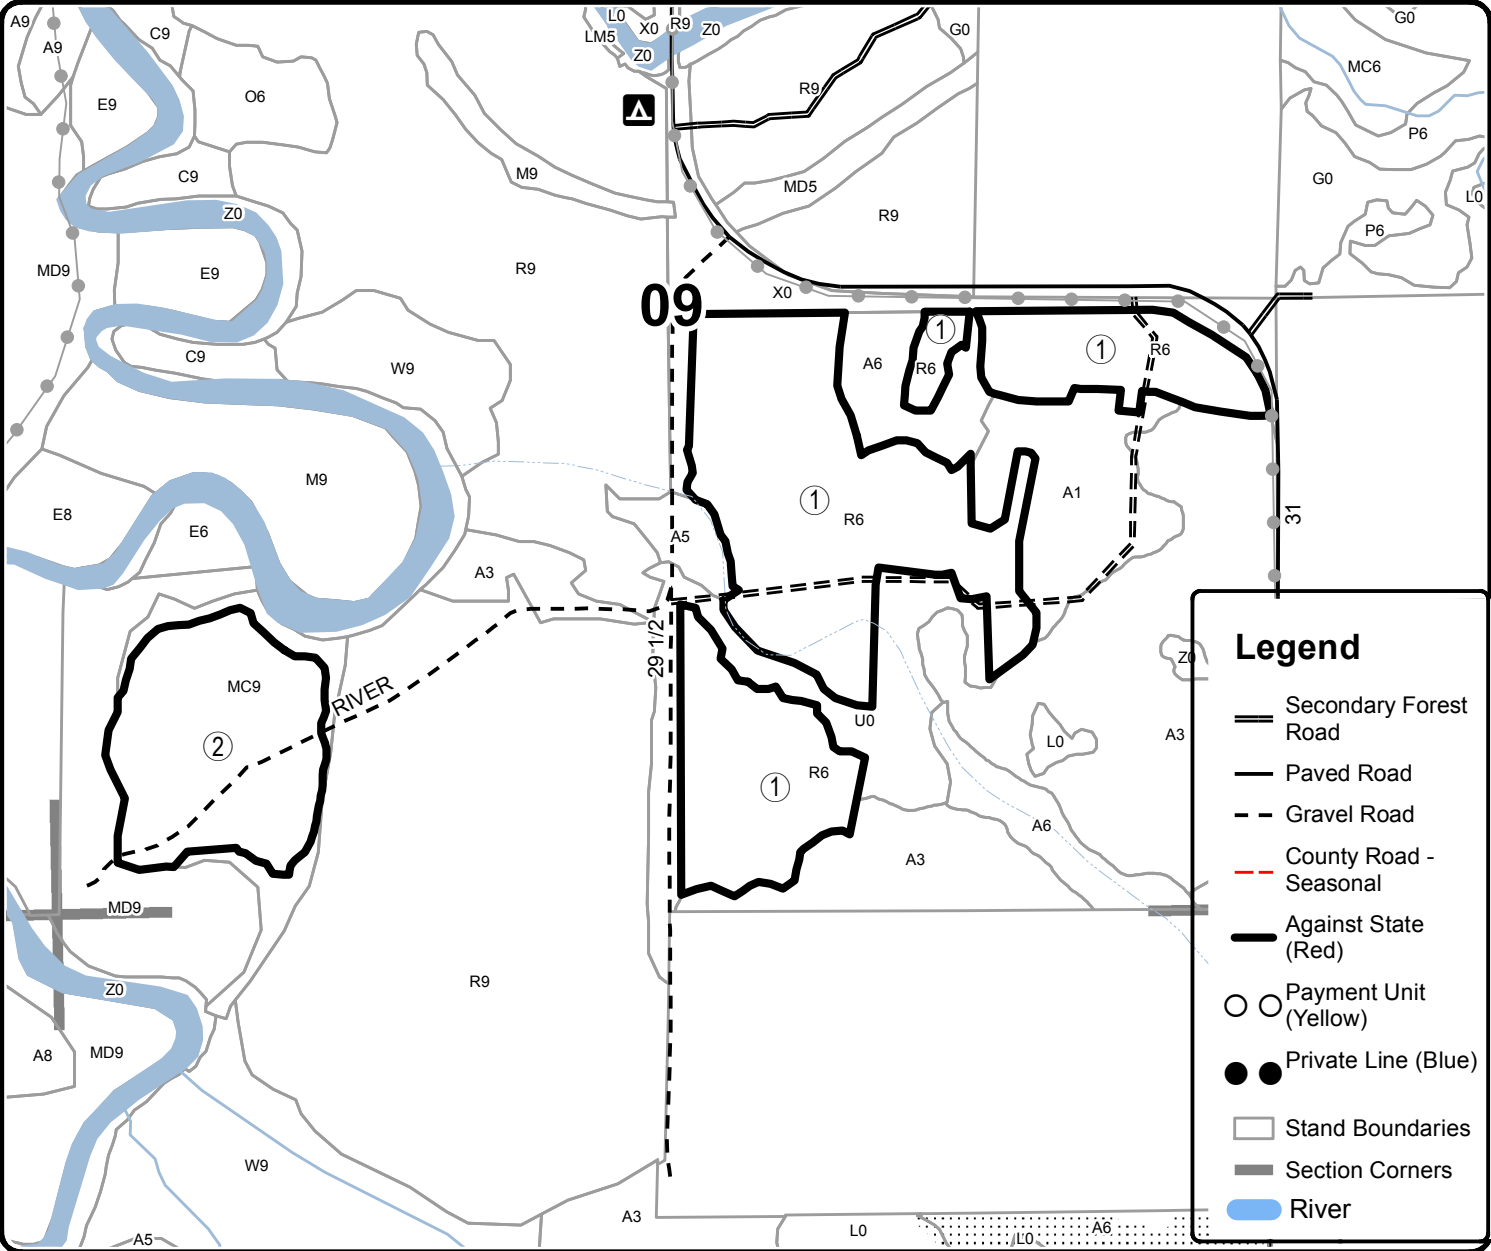 A9
C9
L0
X0
R9
Z0
G0
G0
LM5
Z0
A9
MC6
E9
O6
R9
P6
C9
M9
MD5
G0
L0
Z0
R9
P6
MD9
E9
R9
X0
09
1
1
R6
C9
W9
A6
R6
M9
A1
1
R6
31
E8
E6
A5
A3
29 1/2
Z0
MC9
RIVER
U0
L0
A3
2
R6
1
A6
A3
MD9
Z0
R9
A8
MD9
W9
A5
A3
L0
L0
A6
Legend
Secondary Forest
Road
Paved Road
Gravel Road
County Road -
Seasonal
Against State
(Red)
Payment Unit
(Yellow)
Private Line (Blue)
Stand Boundaries
Section Corners
River